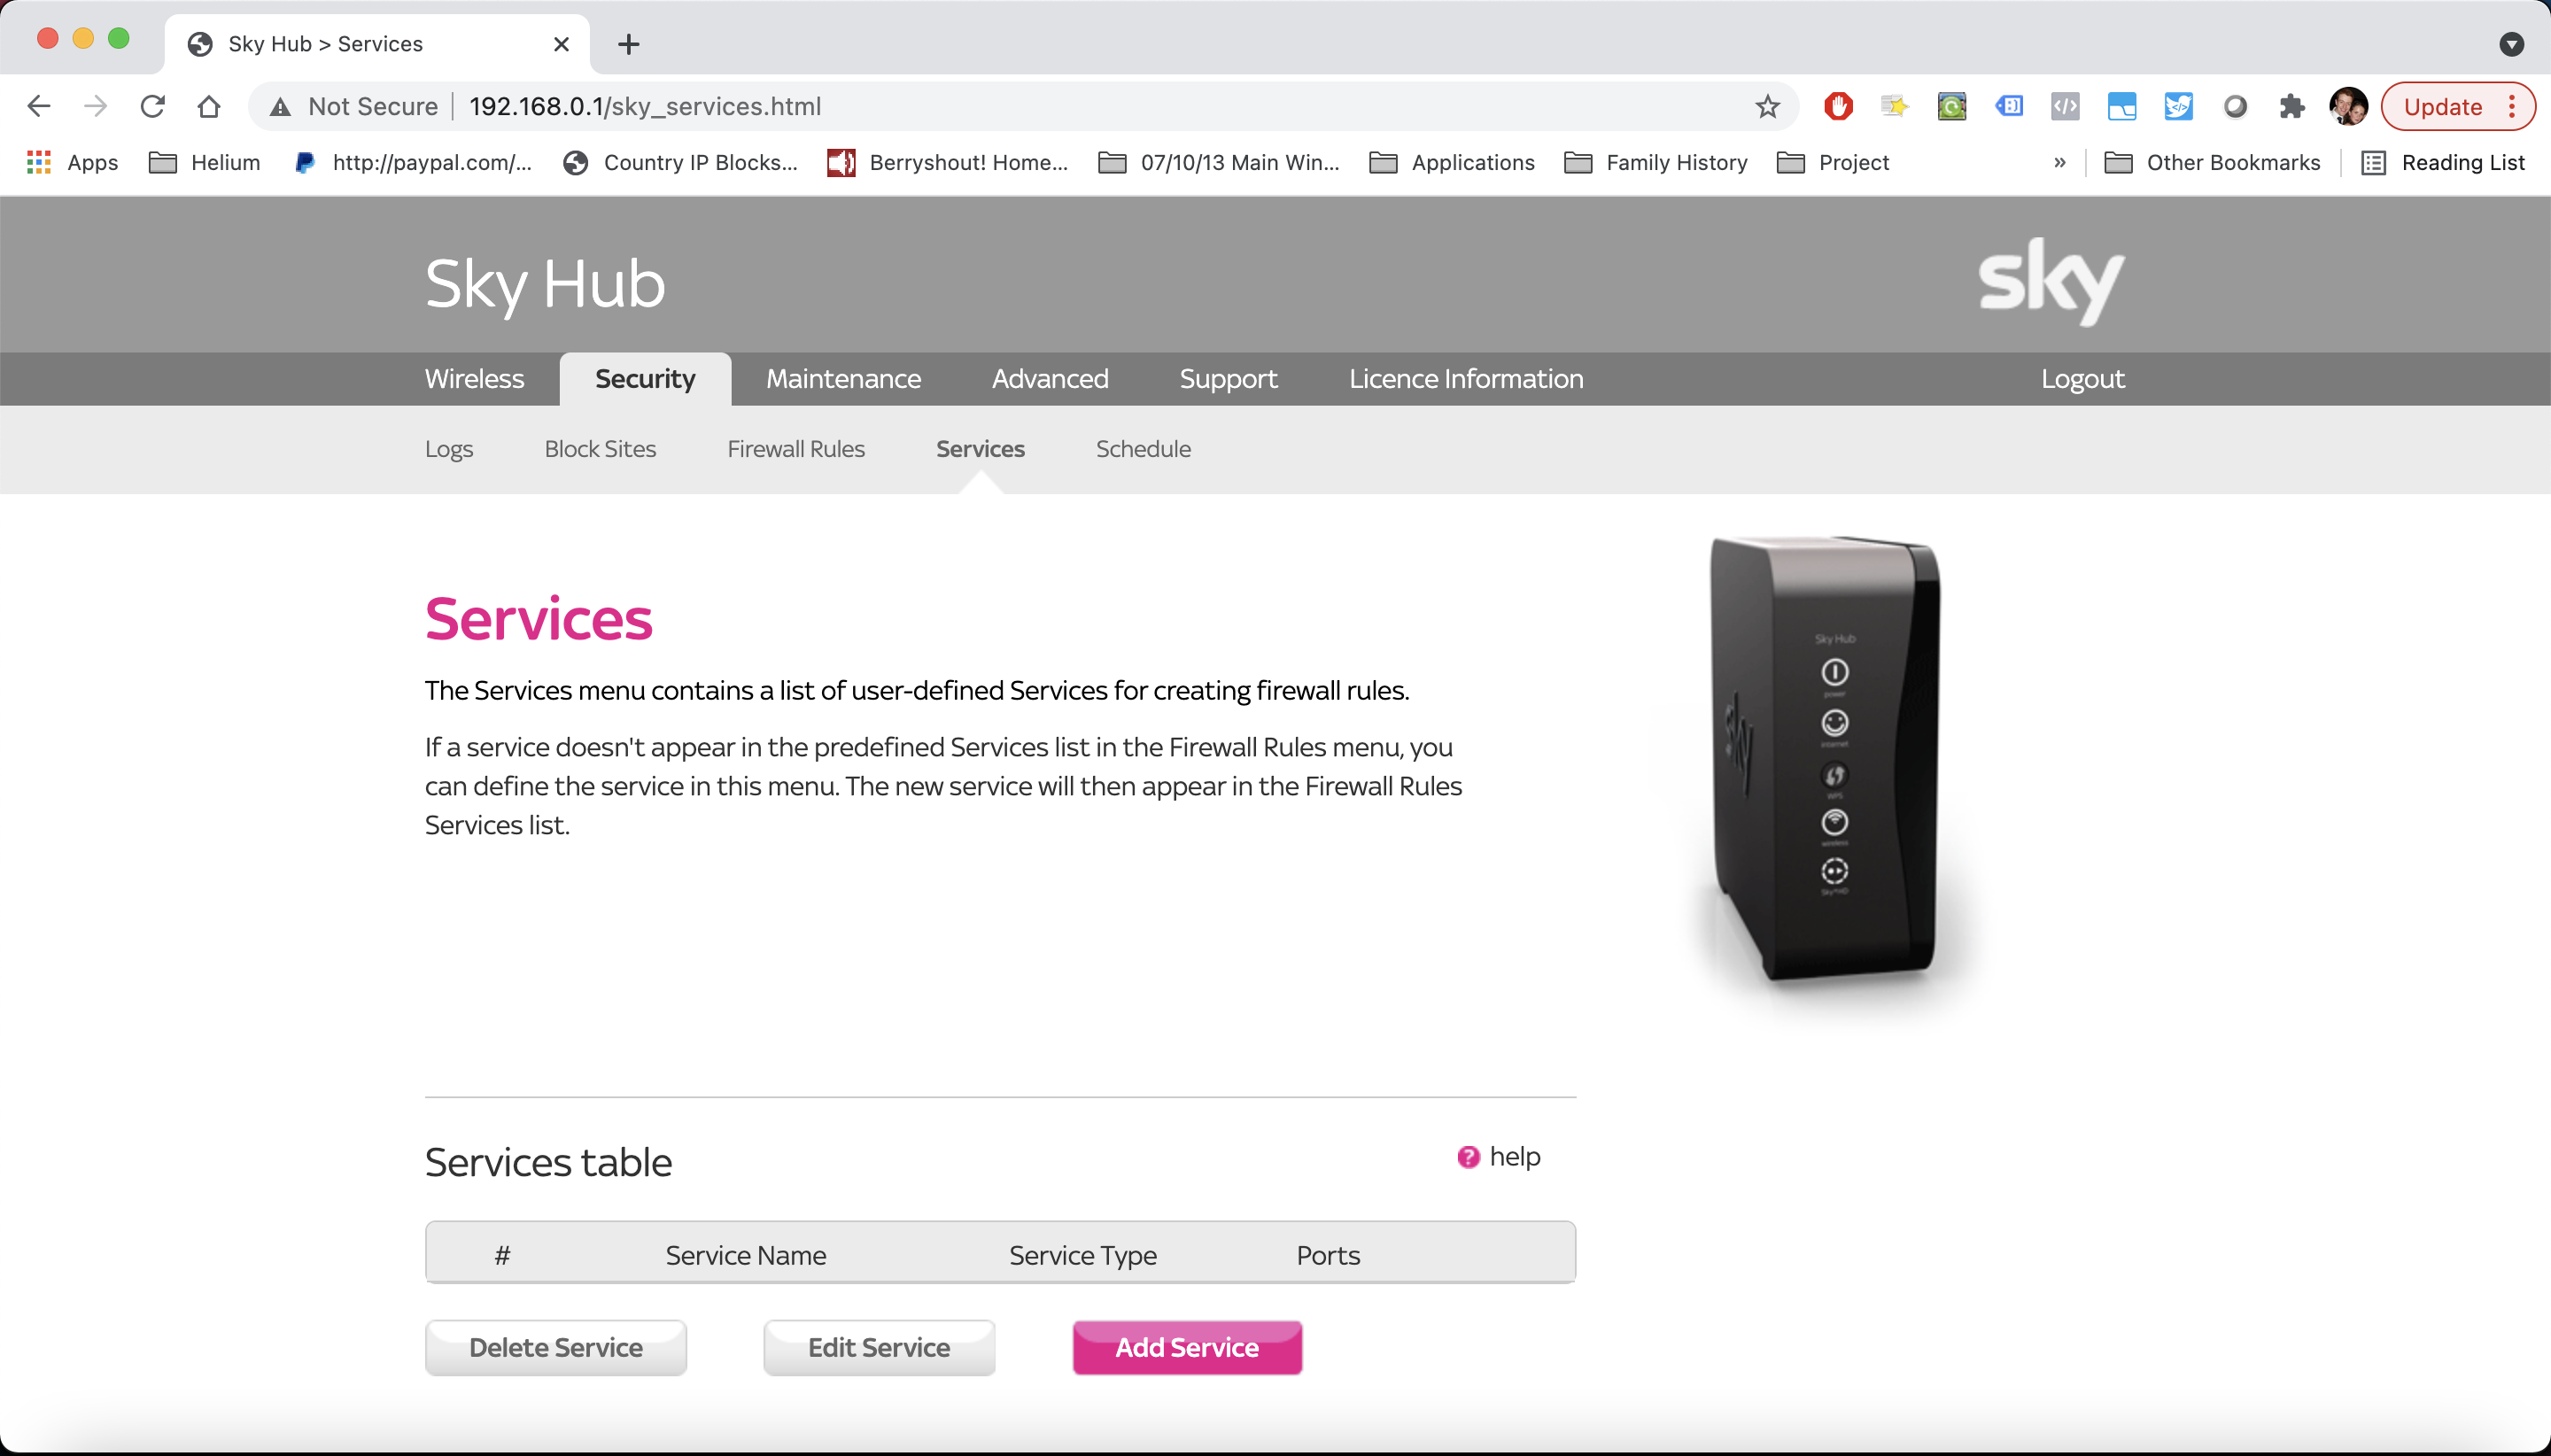 Sky Hub > Services
Not Secure
192.168.0.1/sky_services.html
Update
Apps
Helium
http://paypal.com/...
Country IP Blocks...
Berryshout! Home...
07/10/13 Main Win...
Applications
Family History
Project
»
Other Bookmarks
Reading List
Sky Hub
sky
Wireless
Security
Maintenance
Advanced
Support
Licence Information
Logout
Logs
Block Sites
Firewall Rules
Services
Schedule
Services
The Services menu contains a list of user-defined Services for creating firewall rules.
If a service doesn't appear in the predefined Services list in the Firewall Rules menu, you
can define the service in this menu. The new service will then appear in the Firewall Rules
Services list.
Sky Hub
power
internet
WPS
wireless
sky
Services table
? help
# Service Name Service Type Ports
Delete Service
Edit Service
Add Service